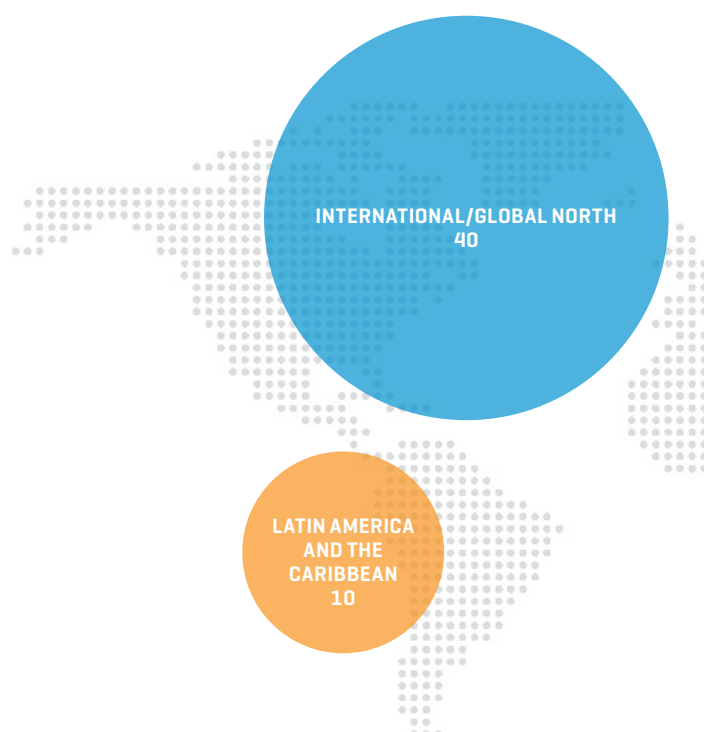 INTERNATIONAL/GLOBAL NORTH
40
LATIN AMERICA
AND THE
CARIBBEAN
10